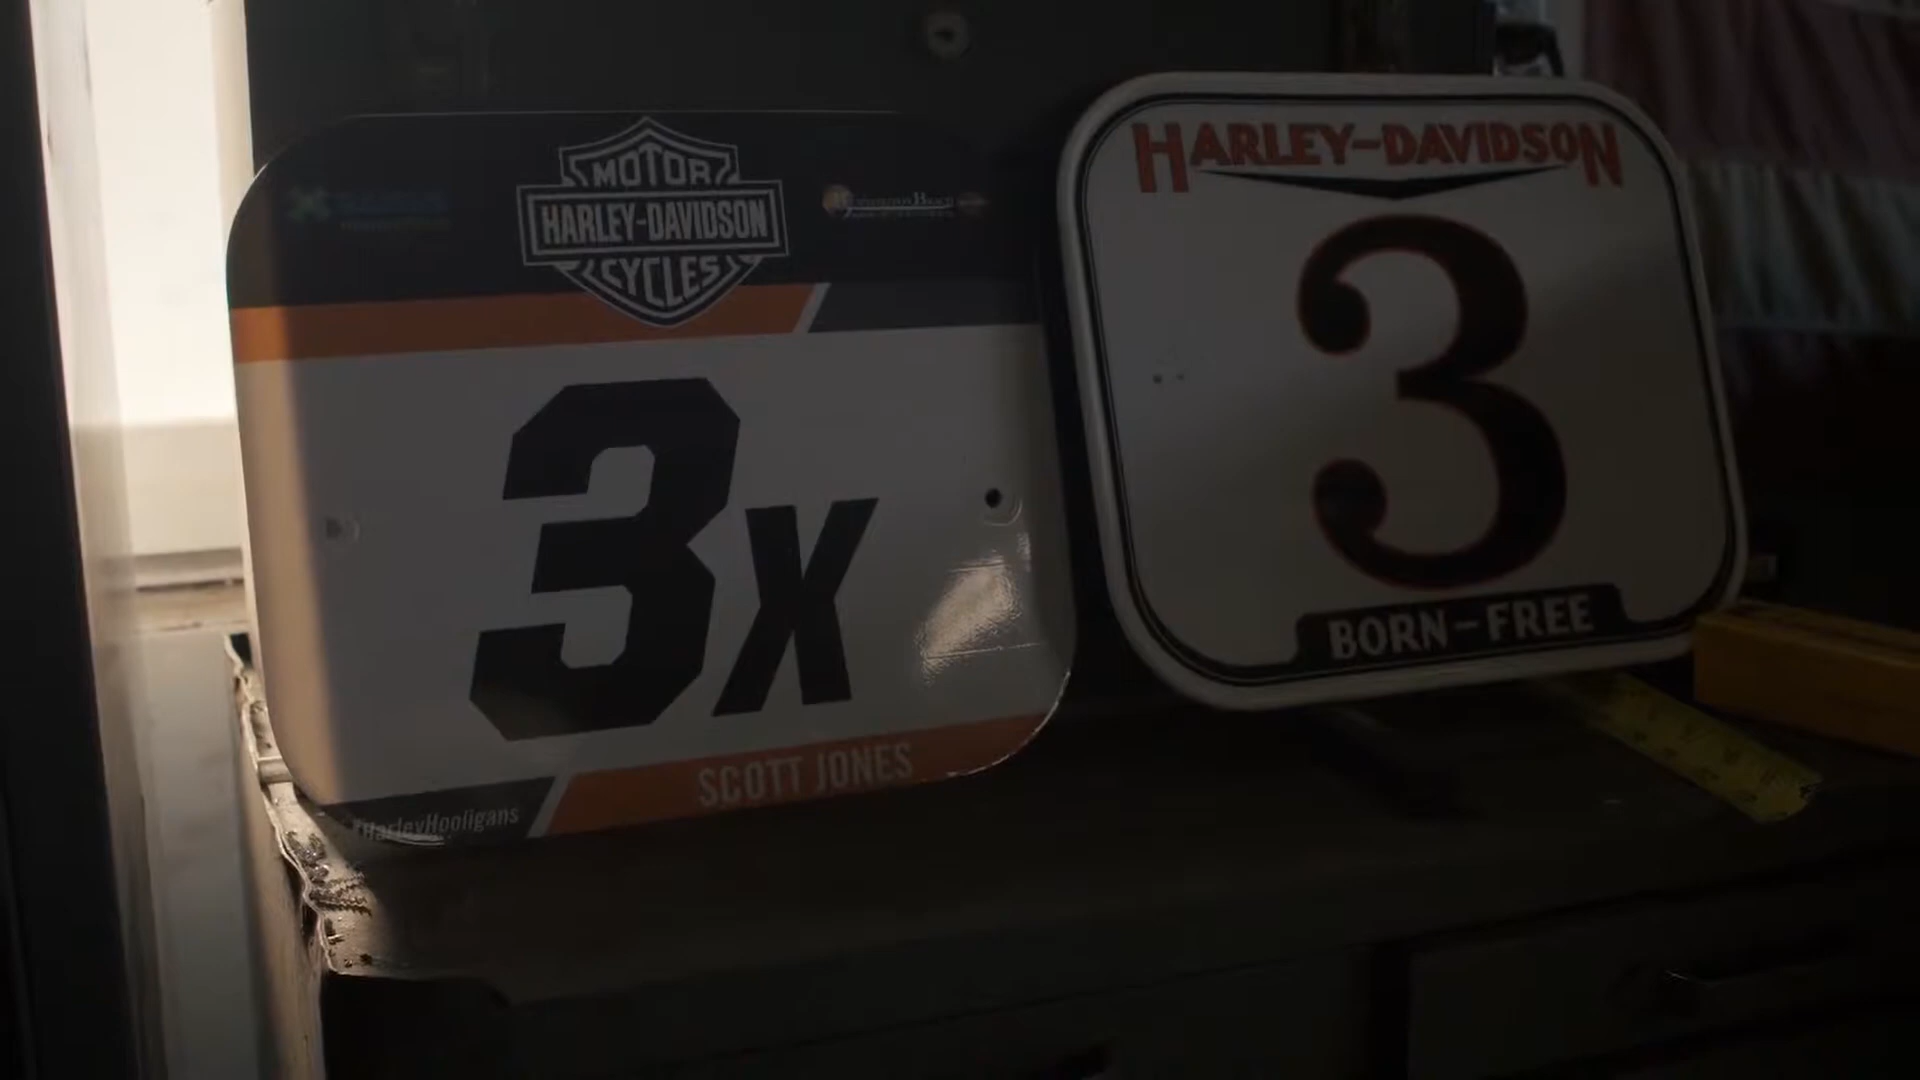 MOTOR
HARLEY-DAVIDSON
CYCLES
3X
SCOTT JONES
#HarleyHooligans
HARLEY-DAVIDSON
3
BORN-FREE